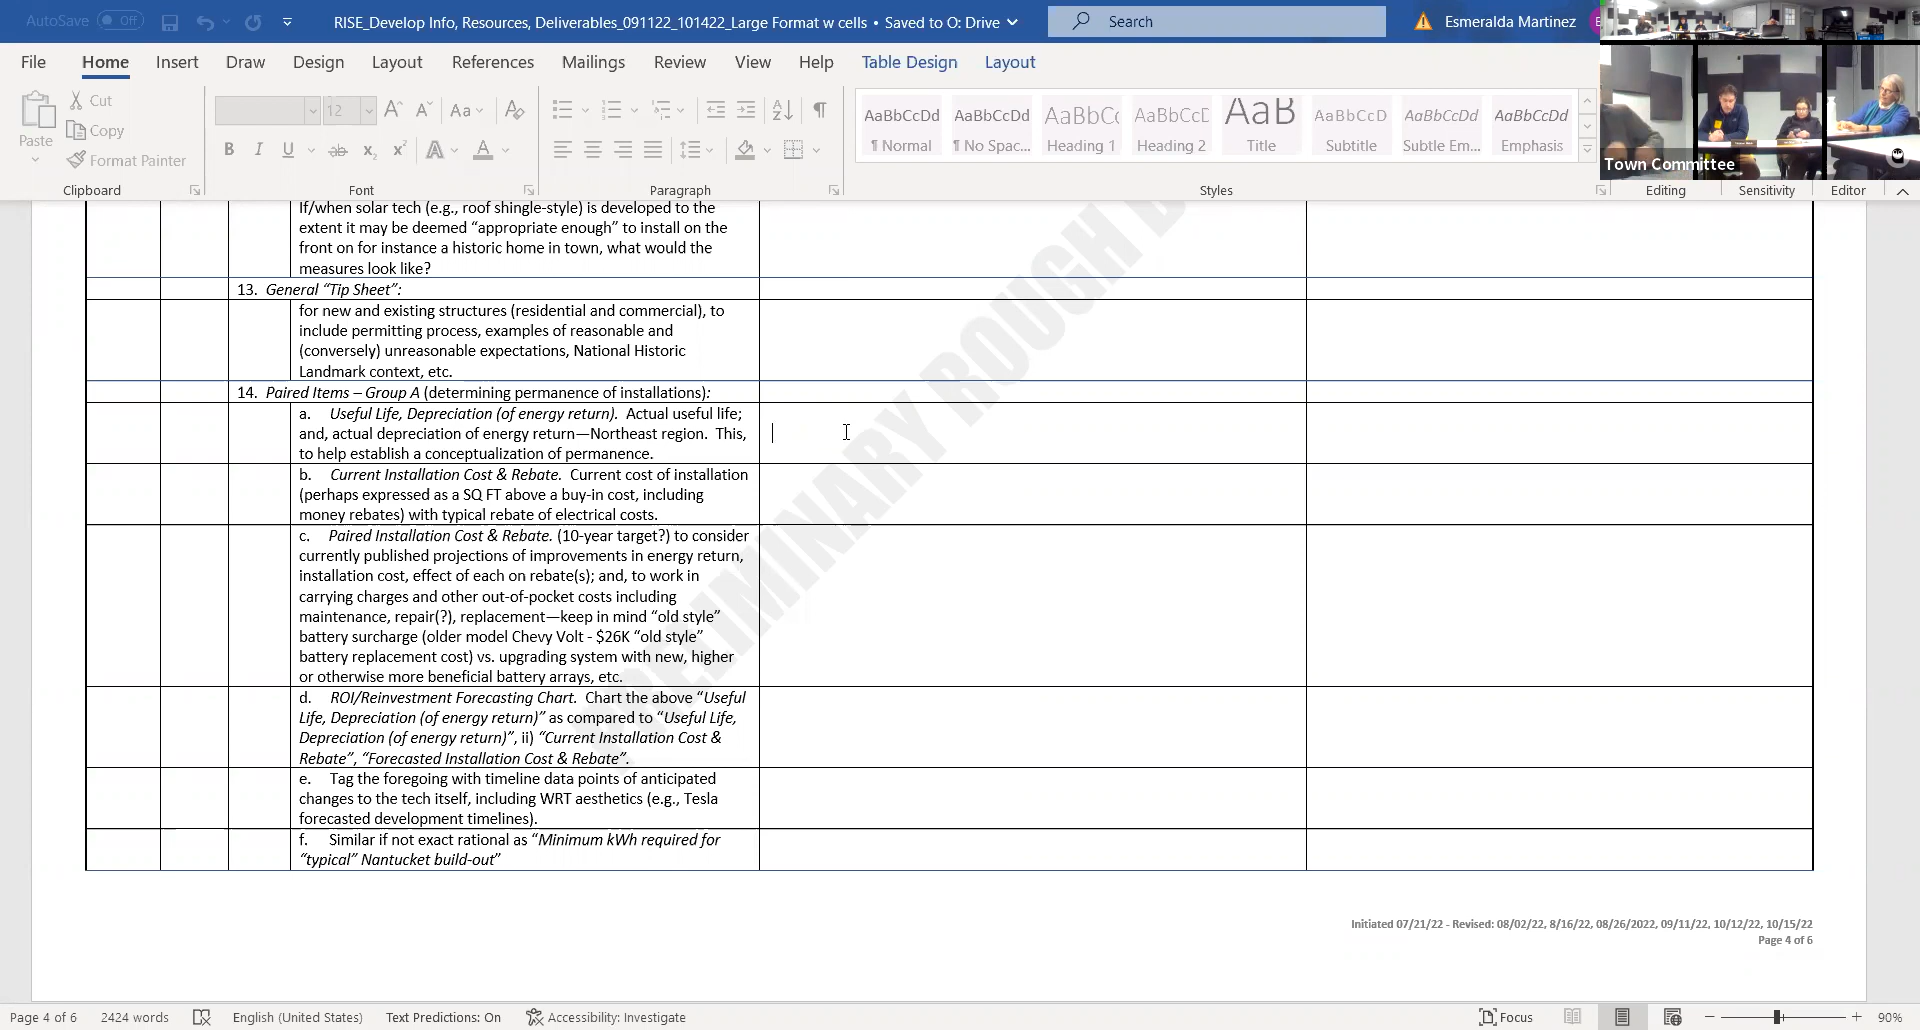 AutoSave Off
RISE_Develop Info, Resources, Deliverables_091122_101422_Large Format w cells • Saved to O: Drive
Search
Esmeralda Martinez
File Home Insert Draw Design Layout References Mailings Review View Help Table Design Layout
Paste
Cut
Copy
Format Painter
12
Aa
B I U ab x₂ x² A A
AaBbCcDd AaBbCcDd AaBbCc AaBbCcC AaB AaBbCcD AaBbCcDd AaBbCcDd
¶ Normal ¶ No Spac... Heading 1 Heading 2 Title Subtitle Subtle Em... Emphasis
Town Committee
Clipboard Font Paragraph Styles Editing Sensitivity Editor
If/when solar tech (e.g., roof shingle-style) is developed to the
extent it may be deemed “appropriate enough” to install on the
front on for instance a historic home in town, what would the
measures look like?
13. General “Tip Sheet”:
for new and existing structures (residential and commercial), to
include permitting process, examples of reasonable and
(conversely) unreasonable expectations, National Historic
Landmark context, etc.
14. Paired Items – Group A (determining permanence of installations):
a. Useful Life, Depreciation (of energy return). Actual useful life;
and, actual depreciation of energy return—Northeast region. This,
to help establish a conceptualization of permanence.
b. Current Installation Cost & Rebate. Current cost of installation
(perhaps expressed as a SQ FT above a buy-in cost, including
money rebates) with typical rebate of electrical costs.
c. Paired Installation Cost & Rebate. (10-year target?) to consider
currently published projections of improvements in energy return,
installation cost, effect of each on rebate(s); and, to work in
carrying charges and other out-of-pocket costs including
maintenance, repair(?), replacement—keep in mind “old style”
battery surcharge (older model Chevy Volt - $26K “old style”
battery replacement cost) vs. upgrading system with new, higher
or otherwise more beneficial battery arrays, etc.
d. ROI/Reinvestment Forecasting Chart. Chart the above “Useful
Life, Depreciation (of energy return)” as compared to “Useful Life,
Depreciation (of energy return)”, ii) “Current Installation Cost &
Rebate”, “Forecasted Installation Cost & Rebate”.
e. Tag the foregoing with timeline data points of anticipated
changes to the tech itself, including WRT aesthetics (e.g., Tesla
forecasted development timelines).
f. Similar if not exact rational as “Minimum kWh required for
“typical” Nantucket build-out”
PRELIMINARY ROUGH
Initiated 07/21/22 - Revised: 08/02/22, 8/16/22, 08/26/2022, 09/11/22, 10/12/22, 10/15/22
Page 4 of 6
Page 4 of 6 2424 words English (United States) Text Predictions: On Accessibility: Investigate Focus 90%